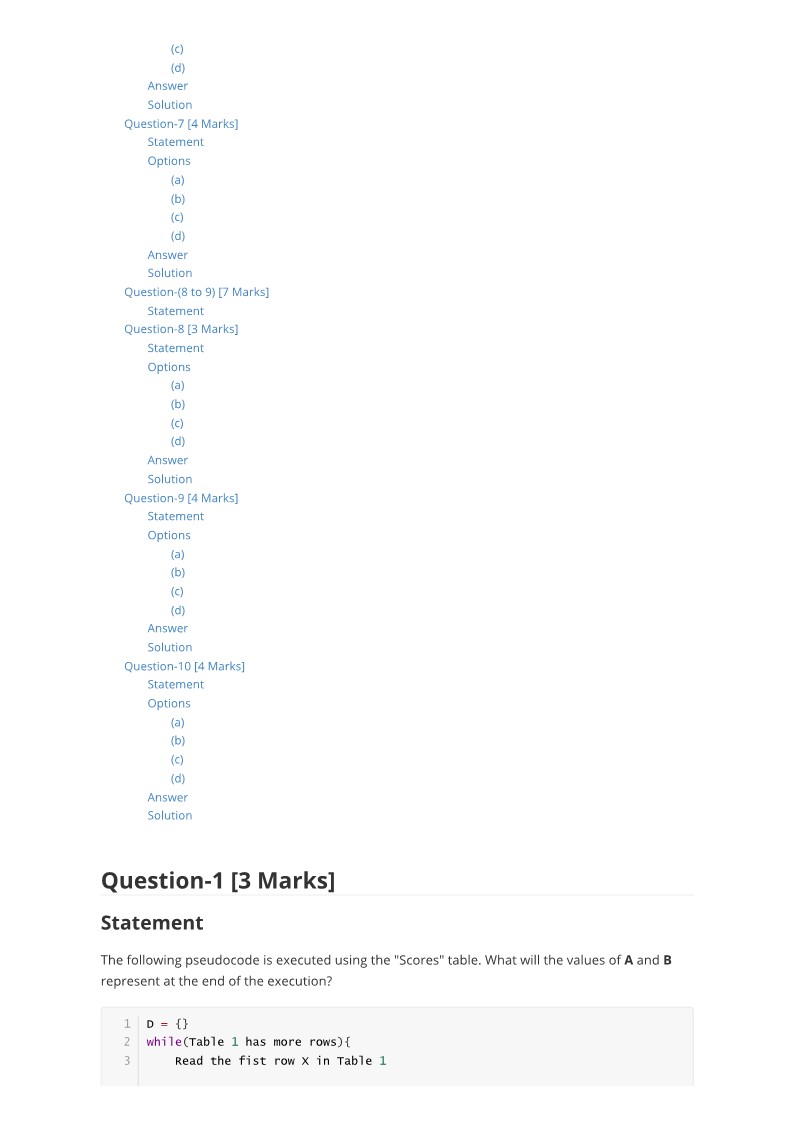 (c)
(d)
Answer
Solution
Question-7 [4 Marks]
Statement
Options
(a)
(b)
(c)
(d)
Answer
Solution
Question-(8 to 9) [7 Marks]
Statement
Question-8 [3 Marks]
Statement
Options
(a)
(b)
(c)
(d)
Answer
Solution
Question-9 [4 Marks]
Statement
Options
(a)
(b)
(c)
(d)
Answer
Solution
Question-10 [4 Marks]
Statement
Options
(a)
(b)
(c)
(d)
Answer
Solution
Question-1 [3 Marks]
Statement
The following pseudocode is executed using the "Scores" table. What will the values of A and B
represent at the end of the execution?
1 D = {}
2 while(Table 1 has more rows){
3 Read the fist row X in Table 1